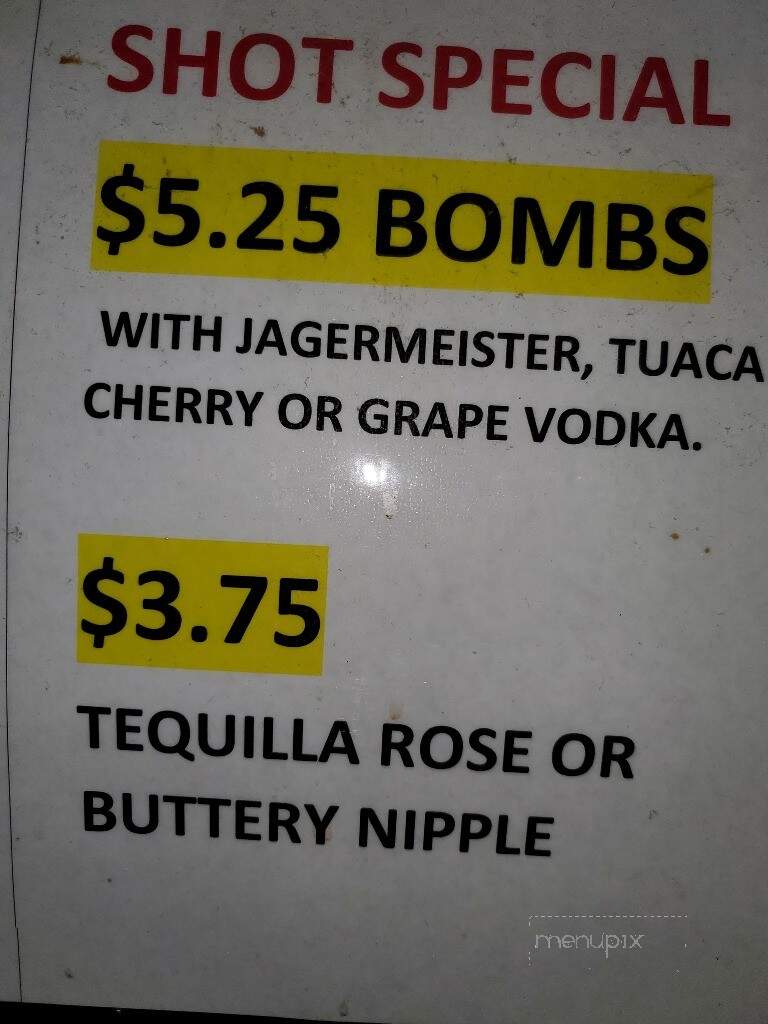 SHOT SPECIAL
$5.25 BOMBS
WITH JAGERMEISTER, TUACA
CHERRY OR GRAPE VODKA.
$3.75
TEQUILLA ROSE OR
BUTTERY NIPPLE
menupix